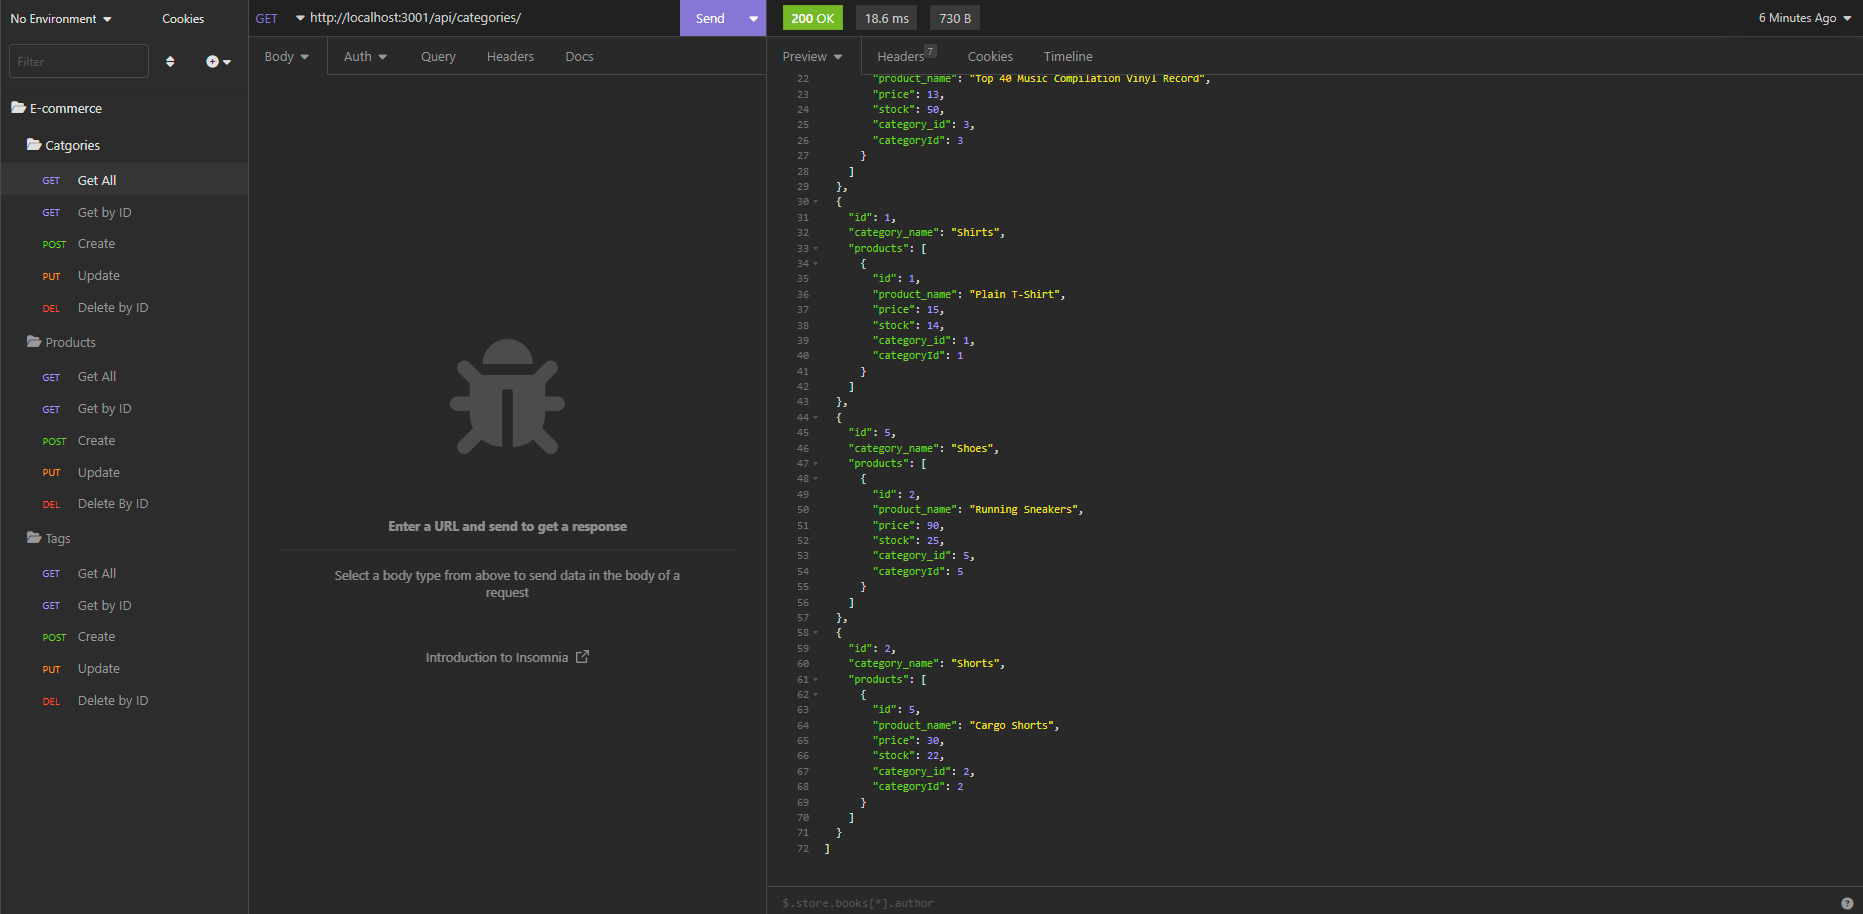 No Environment
Cookies
Filter
E-commerce
Catgories
GET Get All
GET Get by ID
POST Create
PUT Update
DEL Delete by ID
Products
GET Get All
GET Get by ID
POST Create
PUT Update
DEL Delete By ID
Tags
GET Get All
GET Get by ID
POST Create
PUT Update
DEL Delete by ID
GET http://localhost:3001/api/categories/ Send
Body Auth Query Headers Docs
Enter a URL and send to get a response
Select a body type from above to send data in the body of a
request
Introduction to Insomnia
200 OK 18.6 ms 730 B 6 Minutes Ago
Preview Headers 7 Cookies Timeline
22 "product_name": "Top 40 Music Compilation Vinyl Record",
23 "price": 13,
24 "stock": 50,
25 "category_id": 3,
26 "categoryId": 3
27 }
28 ]
29 },
30 {
31 "id": 1,
32 "category_name": "Shirts",
33 "products": [
34 {
35 "id": 1,
36 "product_name": "Plain T-Shirt",
37 "price": 15,
38 "stock": 14,
39 "category_id": 1,
40 "categoryId": 1
41 }
42 ]
43 },
44 {
45 "id": 5,
46 "category_name": "Shoes",
47 "products": [
48 {
49 "id": 2,
50 "product_name": "Running Sneakers",
51 "price": 90,
52 "stock": 25,
53 "category_id": 5,
54 "categoryId": 5
55 }
56 ]
57 },
58 {
59 "id": 2,
60 "category_name": "Shorts",
61 "products": [
62 {
63 "id": 5,
64 "product_name": "Cargo Shorts",
65 "price": 30,
66 "stock": 22,
67 "category_id": 2,
68 "categoryId": 2
69 }
70 ]
71 }
72 ]
$.store.books[*].author